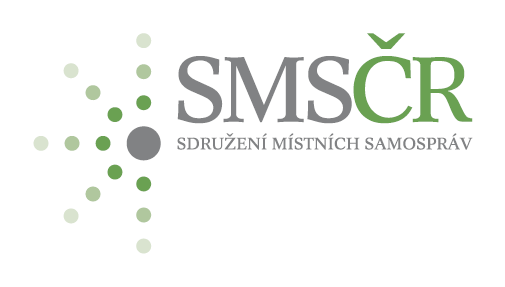 SMSČR
SDRUŽENÍ MÍSTNÍCH SAMOSPRÁV